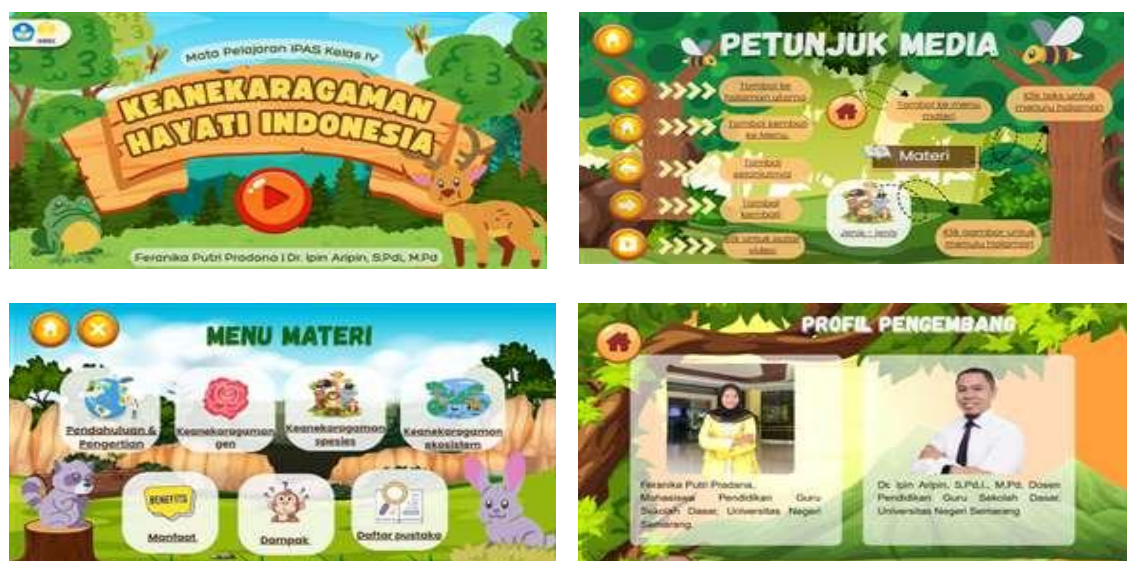 Mata Pelajaran IPAS Kelas IV
KEANEKARAGAMAN
HAYATI INDONESIA
Feranika Putri Pradana | Dr. Ipin Aripin, S.Pd.I., M.Pd
PETUNJUK MEDIA
Tombol ke
halaman utama
Tombol kembali
ke Menu
Tombol
selanjutnya
Tombol
kembali
Klik untuk putar
video
Tombol ke menu
materi
Klik teks untuk
menuju halaman
Materi
Jenis - Jenis
Klik gambar untuk
menuju halaman
MENU MATERI
Pendahuluan &
Pengertian
Keanekaragaman
gen
Keanekaragaman
spesies
Keanekaragaman
ekosistem
BENEFITS
Manfaat
Dampak
Daftar pustaka
PROFIL PENGEMBANG
Feranika Putri Pradana,
Mahasiswa Pendidikan Guru
Sekolah Dasar, Universitas Negeri
Semarang
Dr. Ipin Aripin, S.Pd.I., M.Pd. Dosen
Pendidikan Guru Sekolah Dasar,
Universitas Negeri Semarang